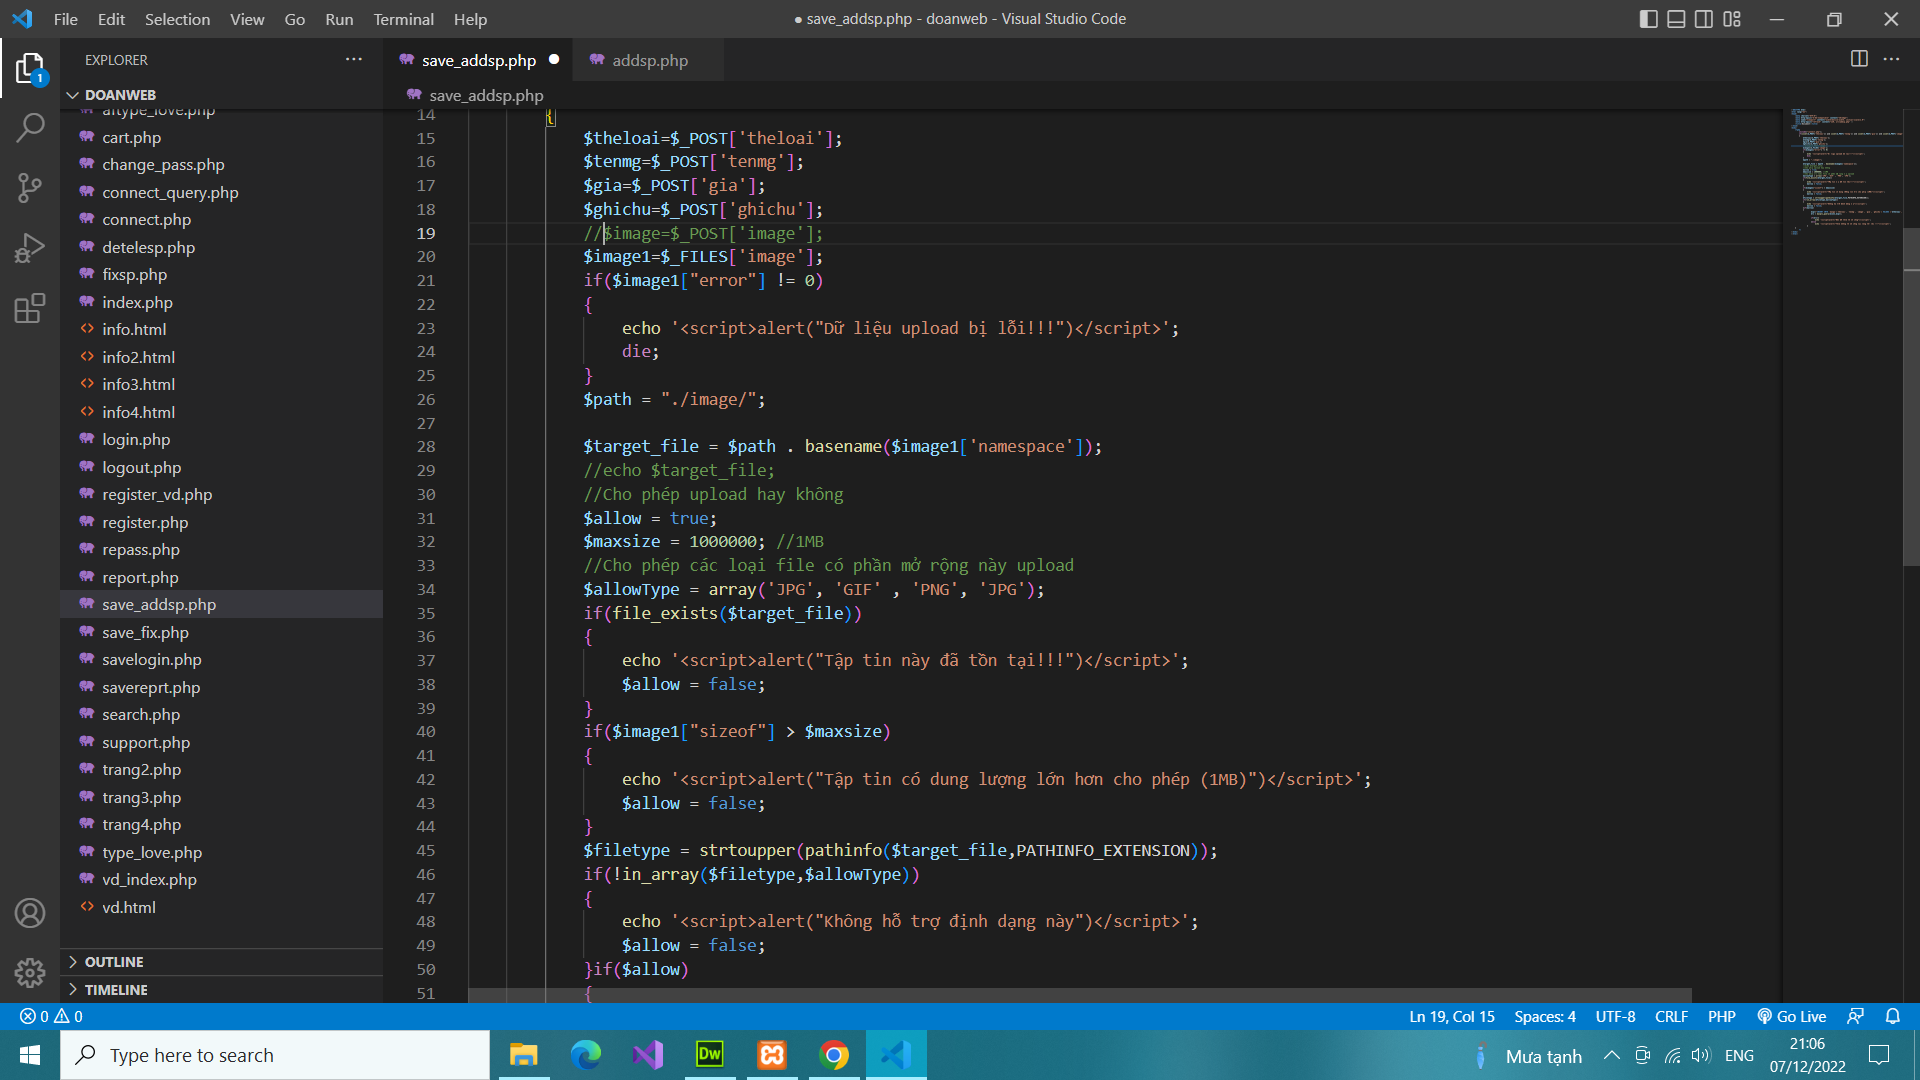 File Edit Selection View Go Run Terminal Help
● save_addsp.php - doanweb - Visual Studio Code
1
EXPLORER
DOANWEB
aftype_love.php
cart.php
change_pass.php
connect_query.php
connect.php
detelesp.php
fixsp.php
index.php
info.html
info2.html
info3.html
info4.html
login.php
logout.php
register_vd.php
register.php
repass.php
report.php
save_addsp.php
save_fix.php
savelogin.php
savereprt.php
search.php
support.php
trang2.php
trang3.php
trang4.php
type_love.php
vd_index.php
vd.html
OUTLINE
TIMELINE
save_addsp.php addsp.php
save_addsp.php
14 {
15 $theloai=$_POST['theloai'];
16 $tenmg=$_POST['tenmg'];
17 $gia=$_POST['gia'];
18 $ghichu=$_POST['ghichu'];
19 //$image=$_POST['image'];
20 $image1=$_FILES['image'];
21 if($image1["error"] != 0)
22 {
23 echo '<script>alert("Dữ liệu upload bị lỗi!!!")</script>';
24 die;
25 }
26 $path = "./image/";
27
28 $target_file = $path . basename($image1['namespace']);
29 //echo $target_file;
30 //Cho phép upload hay không
31 $allow = true;
32 $maxsize = 1000000; //1MB
33 //Cho phép các loại file có phần mở rộng này upload
34 $allowType = array('JPG', 'GIF' , 'PNG', 'JPG');
35 if(file_exists($target_file))
36 {
37 echo '<script>alert("Tập tin này đã tồn tại!!!")</script>';
38 $allow = false;
39 }
40 if($image1["sizeof"] > $maxsize)
41 {
42 echo '<script>alert("Tập tin có dung lượng lớn hơn cho phép (1MB)")</script>';
43 $allow = false;
44 }
45 $filetype = strtoupper(pathinfo($target_file,PATHINFO_EXTENSION));
46 if(!in_array($filetype,$allowType))
47 {
48 echo '<script>alert("Không hỗ trợ định dạng này")</script>';
49 $allow = false;
50 }if($allow)
51 {
0 0
Ln 19, Col 15 Spaces: 4 UTF-8 CRLF PHP Go Live
Type here to search
Dw
Mưa tạnh
ENG
21:06
07/12/2022